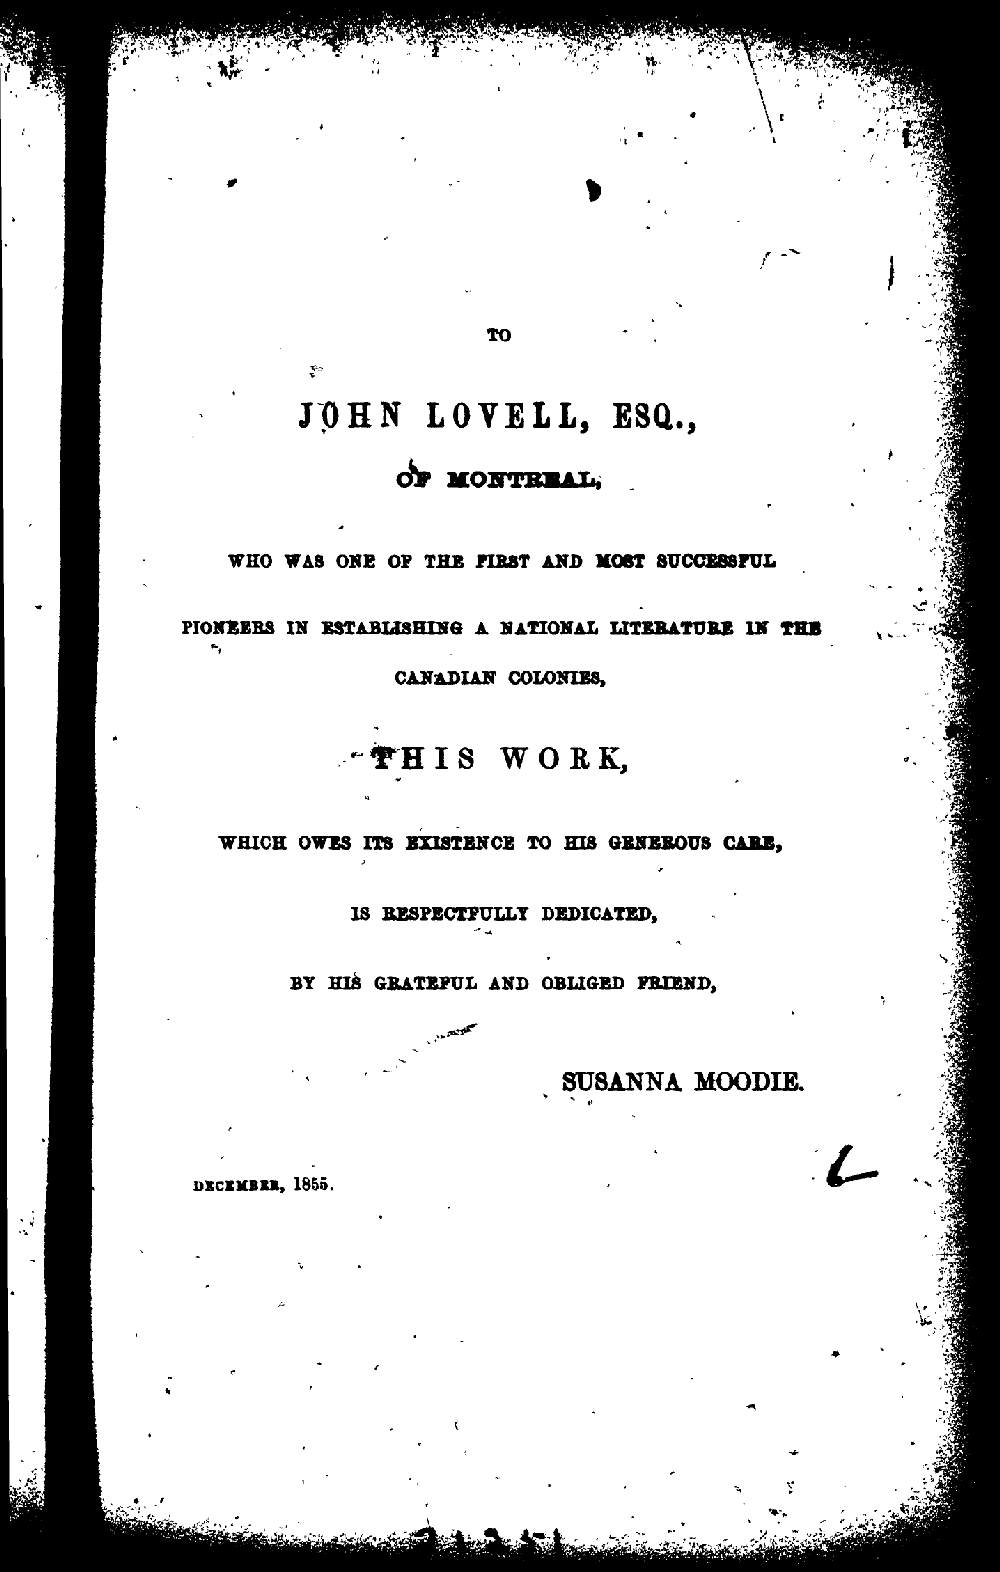 TO
JOHN LOVELL, ESQ.,
OF MONTREAL,
WHO WAS ONE OF THE FIRST AND MOST SUCCESSFUL
PIONEERS IN ESTABLISHING A NATIONAL LITERATURE IN THE
CANADIAN COLONIES,
THIS WORK,
WHICH OWES ITS EXISTENCE TO HIS GENEROUS CARE,
IS RESPECTFULLY DEDICATED,
BY HIS GRATEFUL AND OBLIGED FRIEND,
SUSANNA MOODIE.
DECEMBER, 1855.